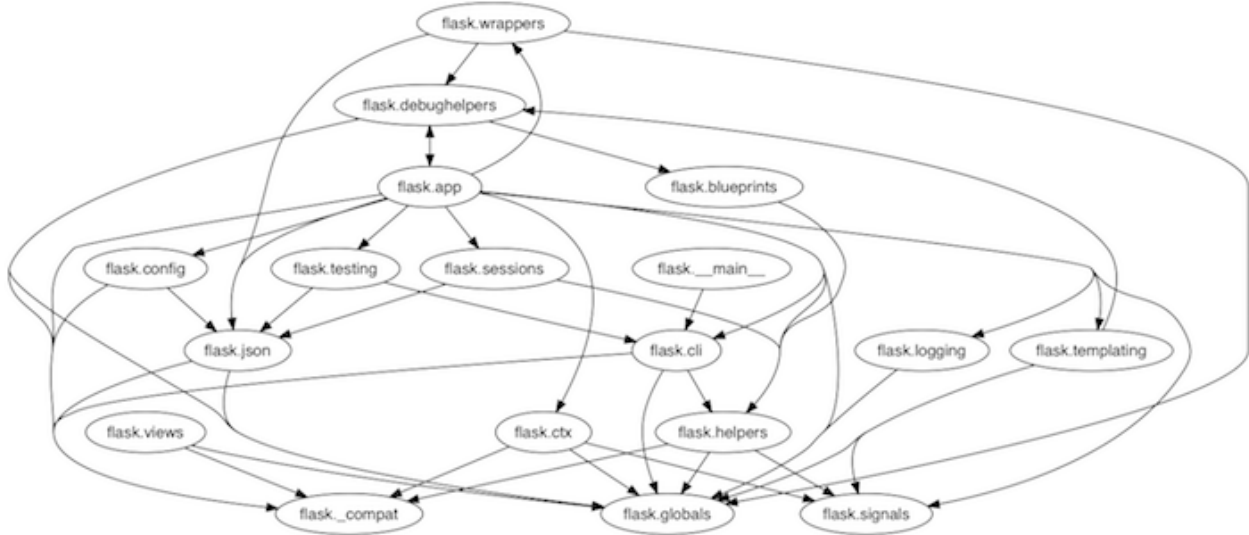 flask.wrappers
flask.debughelpers
flask.app
flask.blueprints
flask.config
flask.testing
flask.sessions
flask.__main__
flask.json
flask.cli
flask.logging
flask.templating
flask.views
flask.ctx
flask.helpers
flask._compat
flask.globals
flask.signals